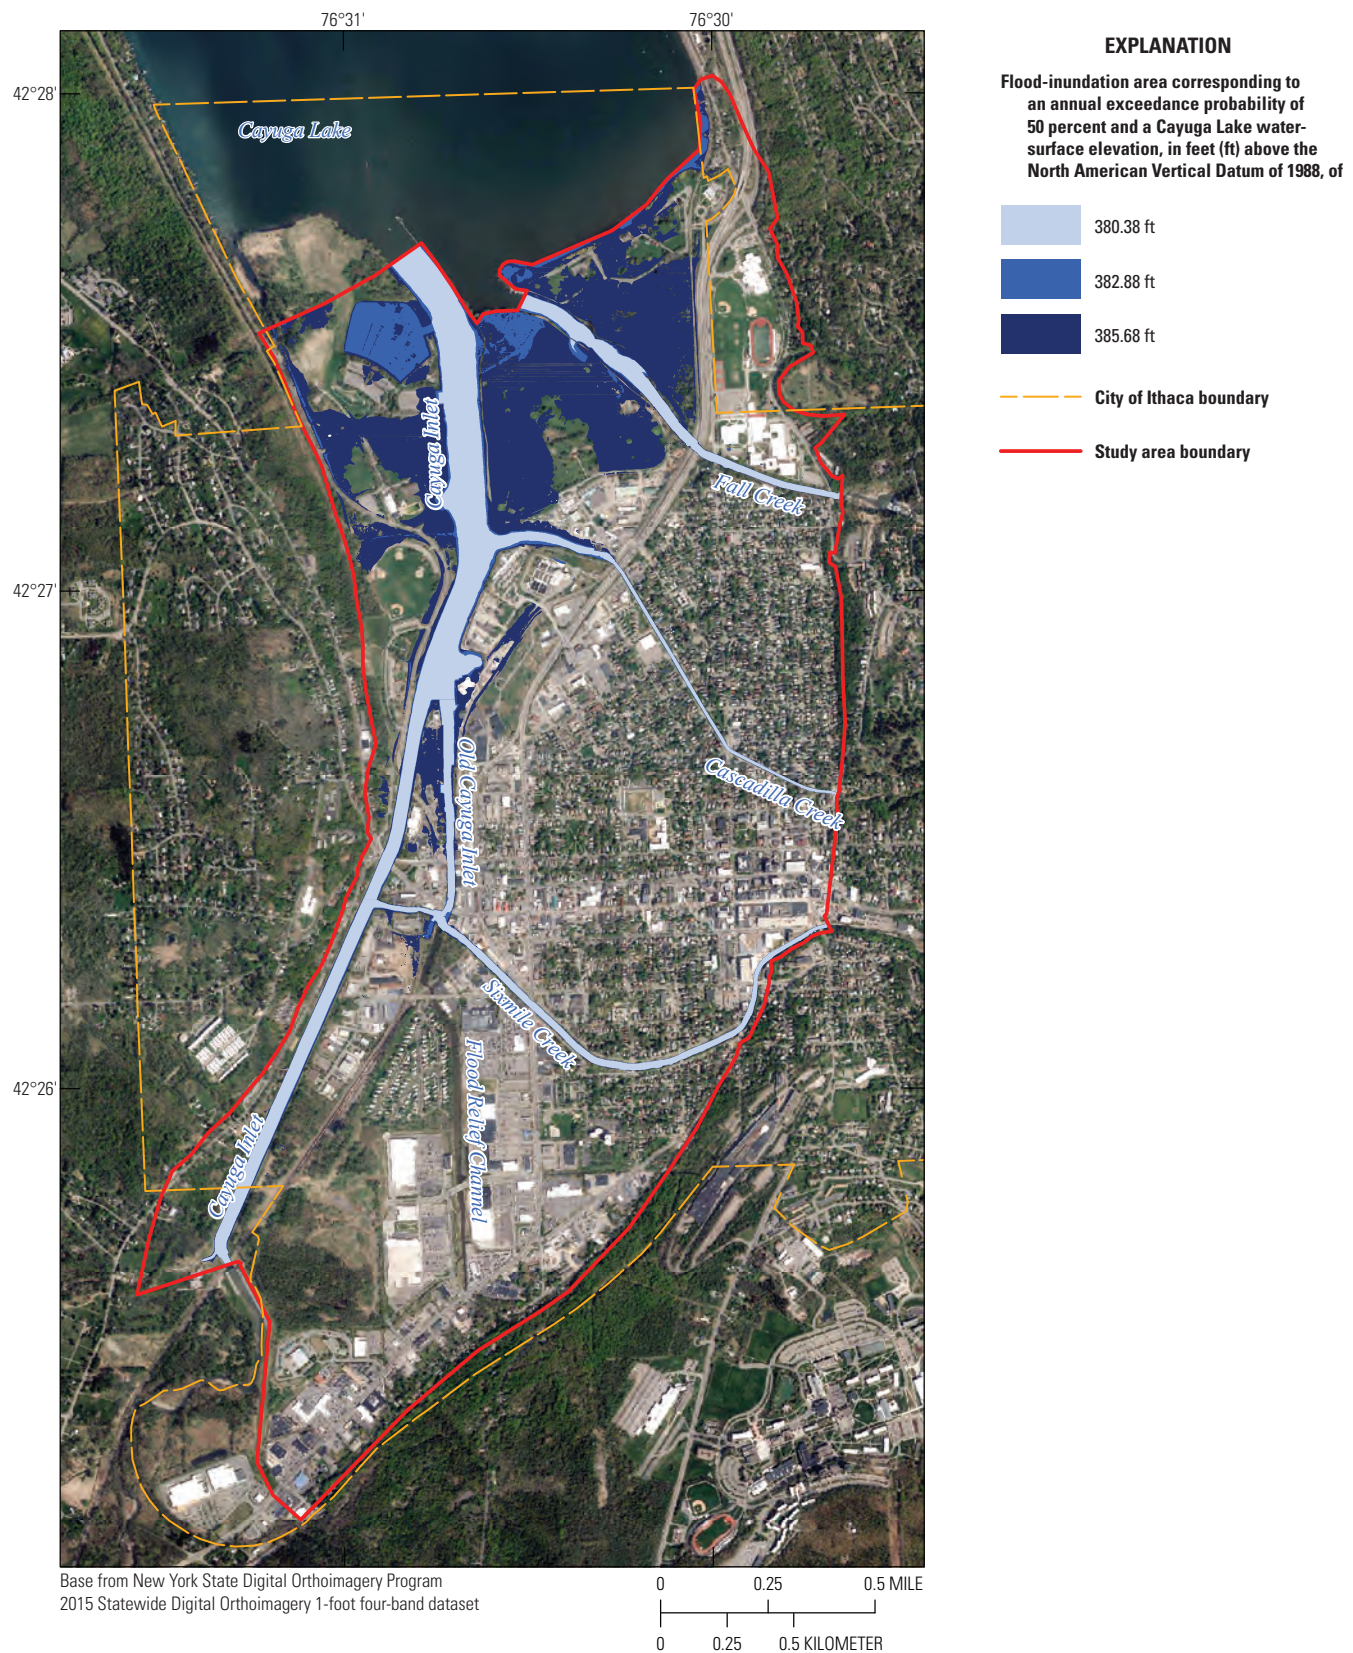 76°31'
76°30'
42°28'
42°27'
42°26'
Cayuga Lake
Cayuga Inlet
Fall Creek
Old Cayuga Inlet
Cascadilla Creek
Sixmile Creek
Flood Relief Channel
Cayuga Inlet
EXPLANATION
Flood-inundation area corresponding to
an annual exceedance probability of
50 percent and a Cayuga Lake water-
surface elevation, in feet (ft) above the
North American Vertical Datum of 1988, of
380.38 ft
382.88 ft
385.68 ft
City of Ithaca boundary
Study area boundary
Base from New York State Digital Orthoimagery Program
2015 Statewide Digital Orthoimagery 1-foot four-band dataset
0 0.25 0.5 MILE
0 0.25 0.5 KILOMETER